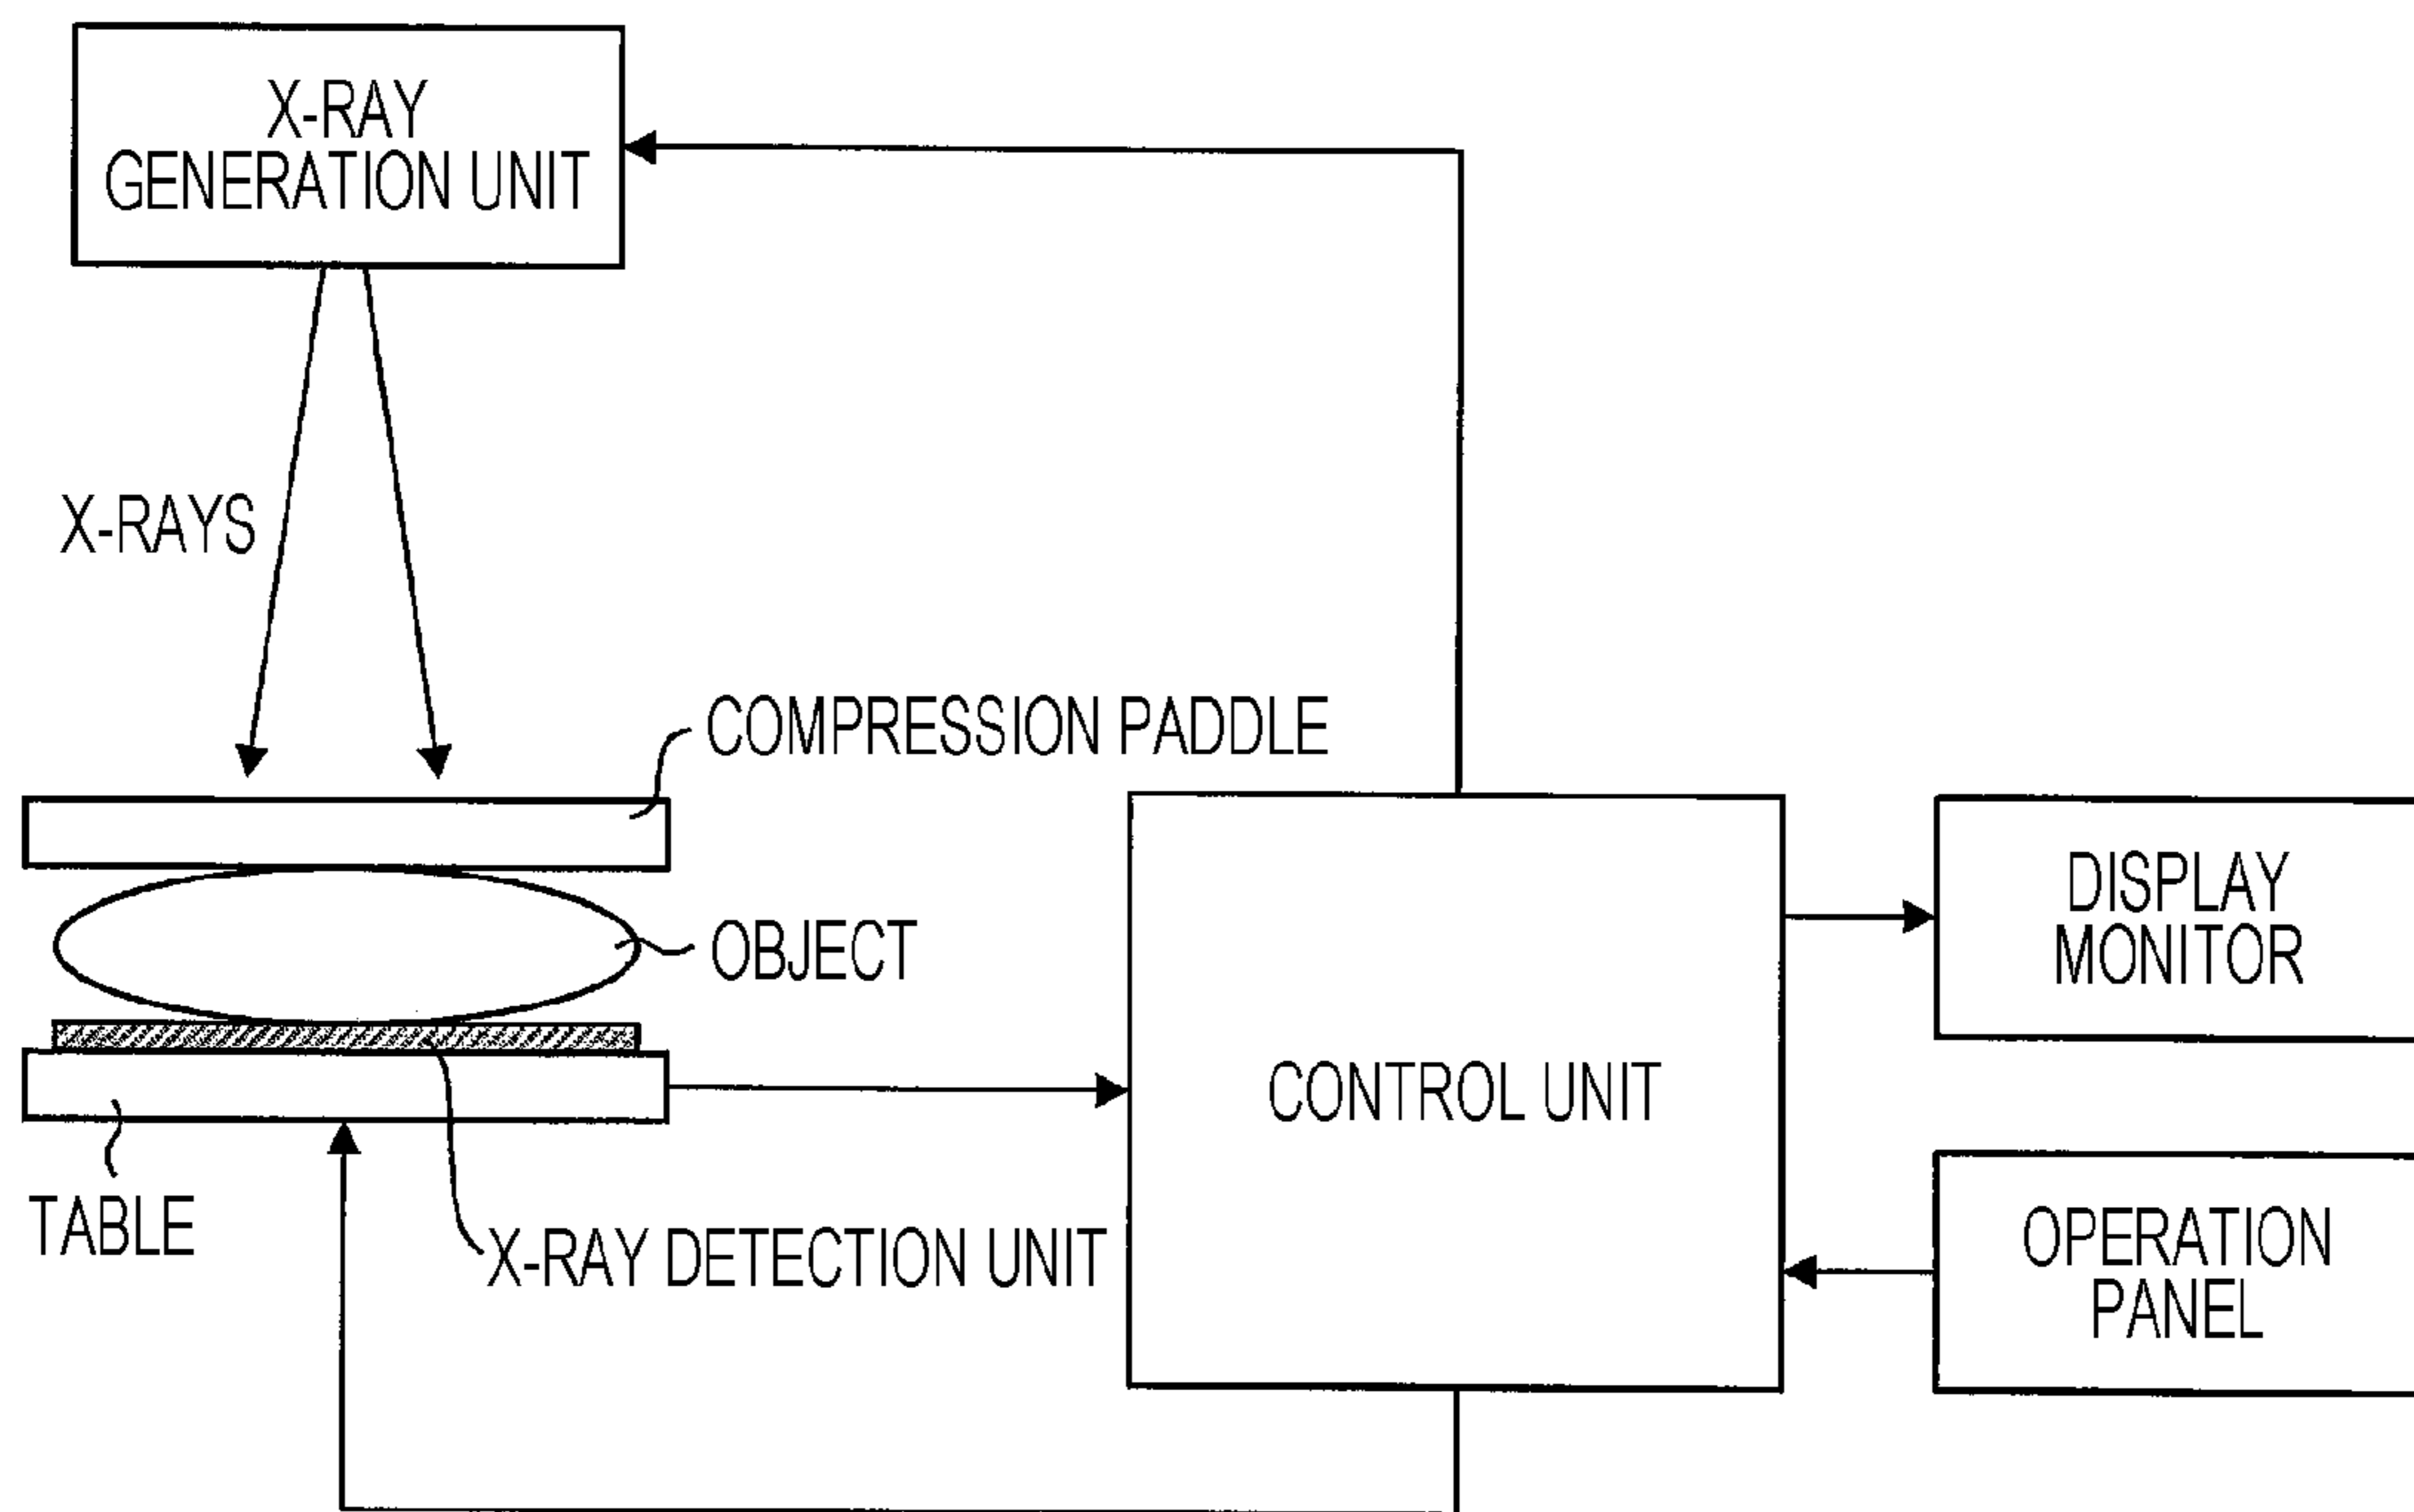 X-RAY
GENERATION UNIT
X-RAYS
COMPRESSION PADDLE
OBJECT
TABLE
X-RAY DETECTION UNIT
CONTROL UNIT
DISPLAY
MONITOR
OPERATION
PANEL